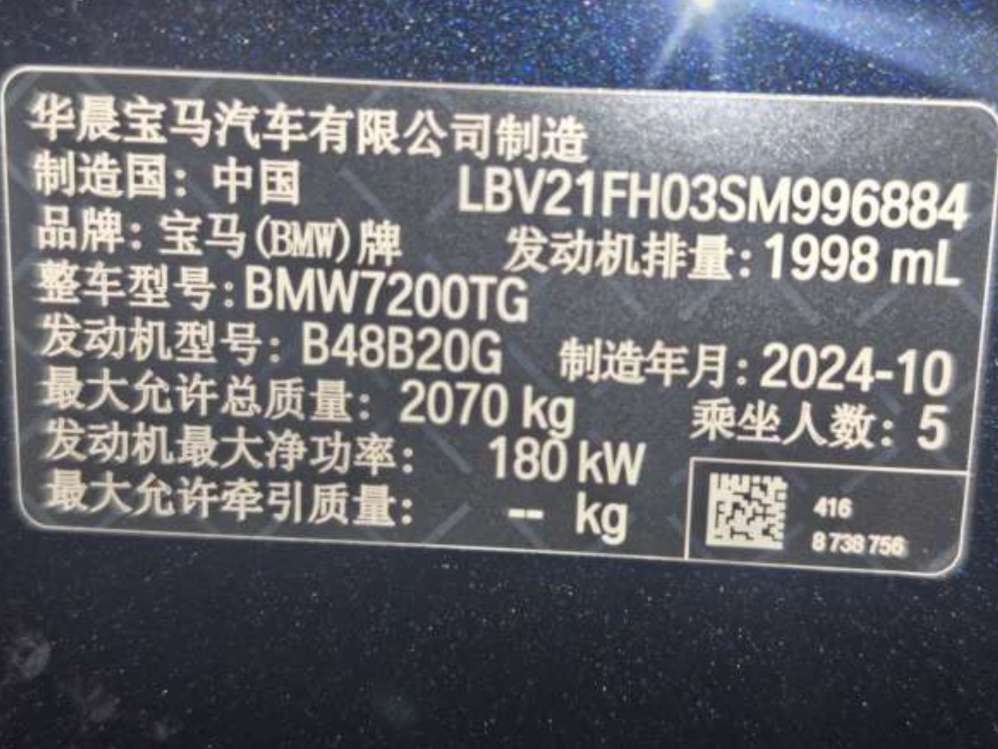 华晨宝马汽车有限公司制造
制造国：中国 LBV21FH03SM996884
品牌：宝马(BMW)牌 发动机排量：1998 mL
整车型号：BMW7200TG
发动机型号：B48B20G 制造年月：2024-10
最大允许总质量：2070 kg 乘坐人数：5
发动机最大净功率：180 kW
最大允许牵引质量：-- kg
416
8 738 756